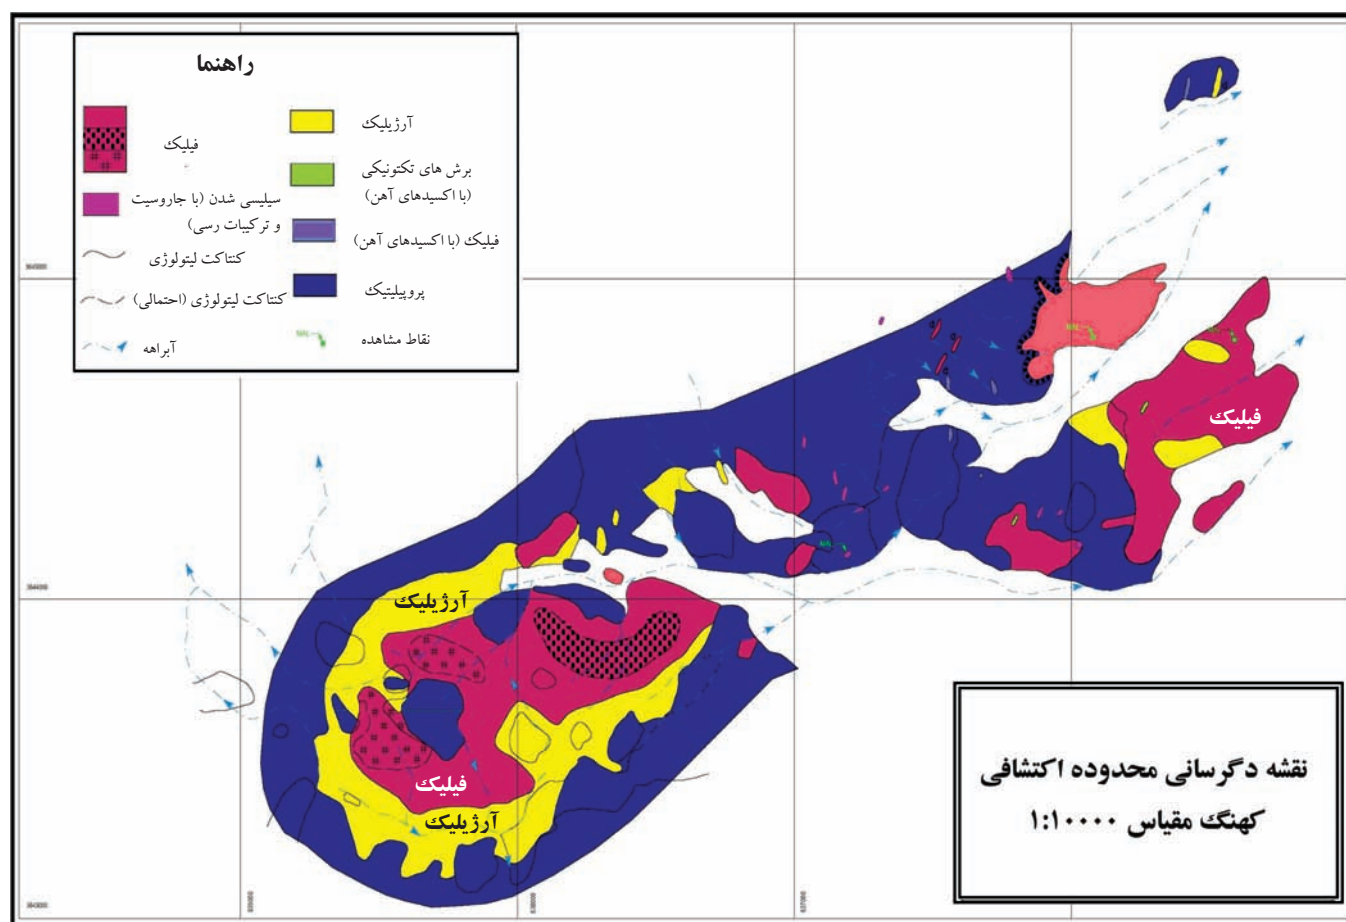 راهنما
فیلیک
سیلیسی شدن (با جاروسیت
و ترکیبات رسی)
کنتاکت لیتولوژی
کنتاکت لیتولوژی (احتمالی)
آبراهه
آرژیلیک
برش های تکتونیکی
(با اکسیدهای آهن)
فیلیک (با اکسیدهای آهن)
پروپیلیتیک
نقاط مشاهده
فیلیک
آرژیلیک
فیلیک
آرژیلیک
نقشه دگرسانی محدوده اکتشافی
کهنگ مقیاس ۱:۱۰۰۰۰